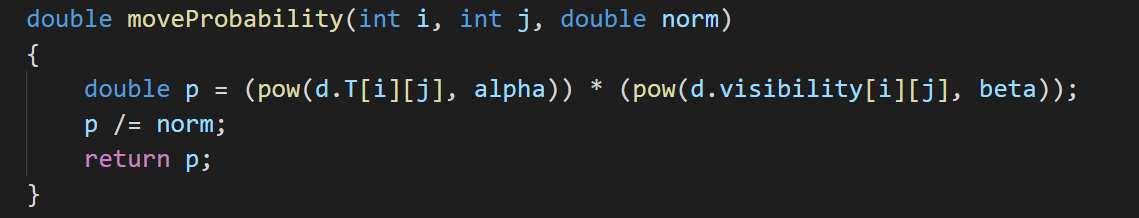 double moveProbability(int i, int j, double norm)
{
    double p = (pow(d.T[i][j], alpha)) * (pow(d.visibility[i][j], beta));
    p /= norm;
    return p;
}